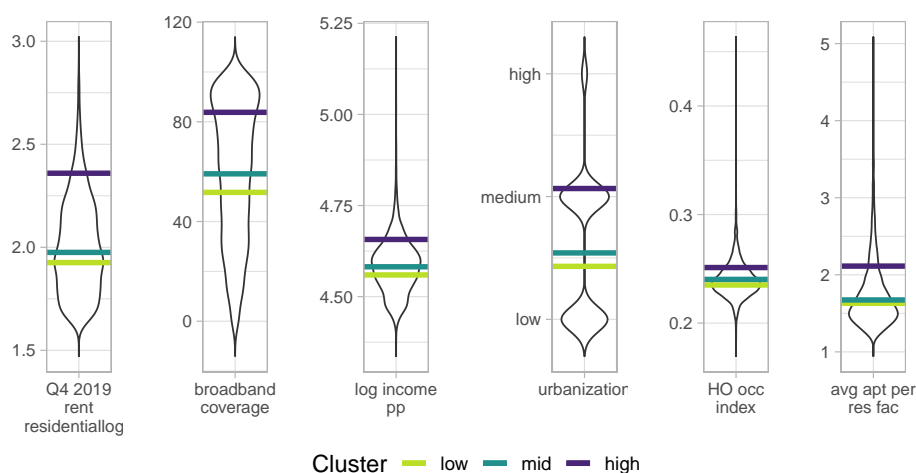 3.0
2.5
2.0
1.5
Q4 2019
rent
residentiallog
120
80
40
0
broadband
coverage
5.25
5.00
4.75
4.50
log income
pp
high
medium
low
urbanization
0.4
0.3
0.2
HO occ
index
5
4
3
2
1
avg apt per
res fac
Cluster low mid high